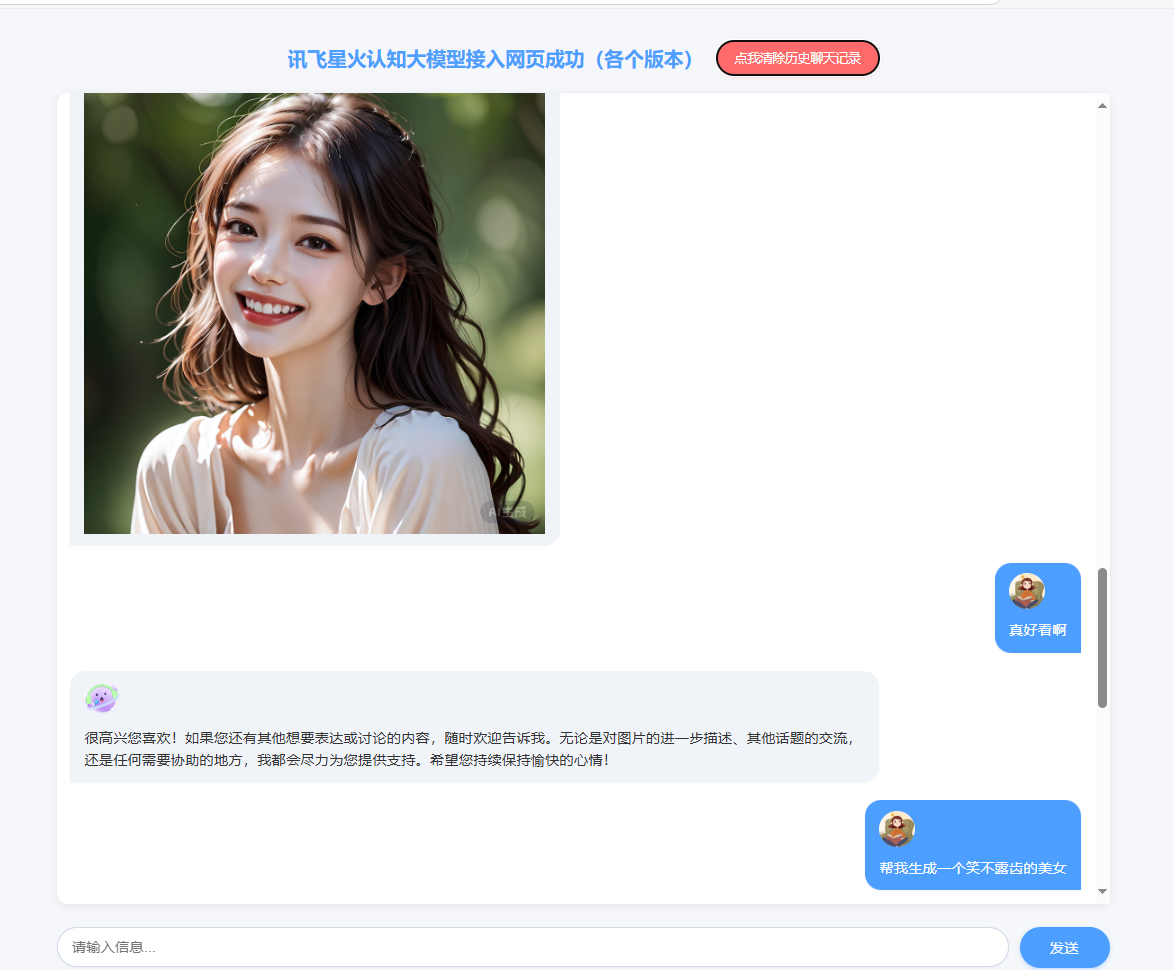 讯飞星火认知大模型接入网页成功（各个版本）
点我清除历史聊天记录
AI生成
真好看啊
很高兴您喜欢！如果您还有其他想要表达或讨论的内容，随时欢迎告诉我。无论是对图片的进一步描述、其他话题的交流，
还是任何需要协助的地方，我都会尽力为您提供支持。希望您持续保持愉快的心情！
帮我生成一个笑不露齿的美女
请输入信息...
发送